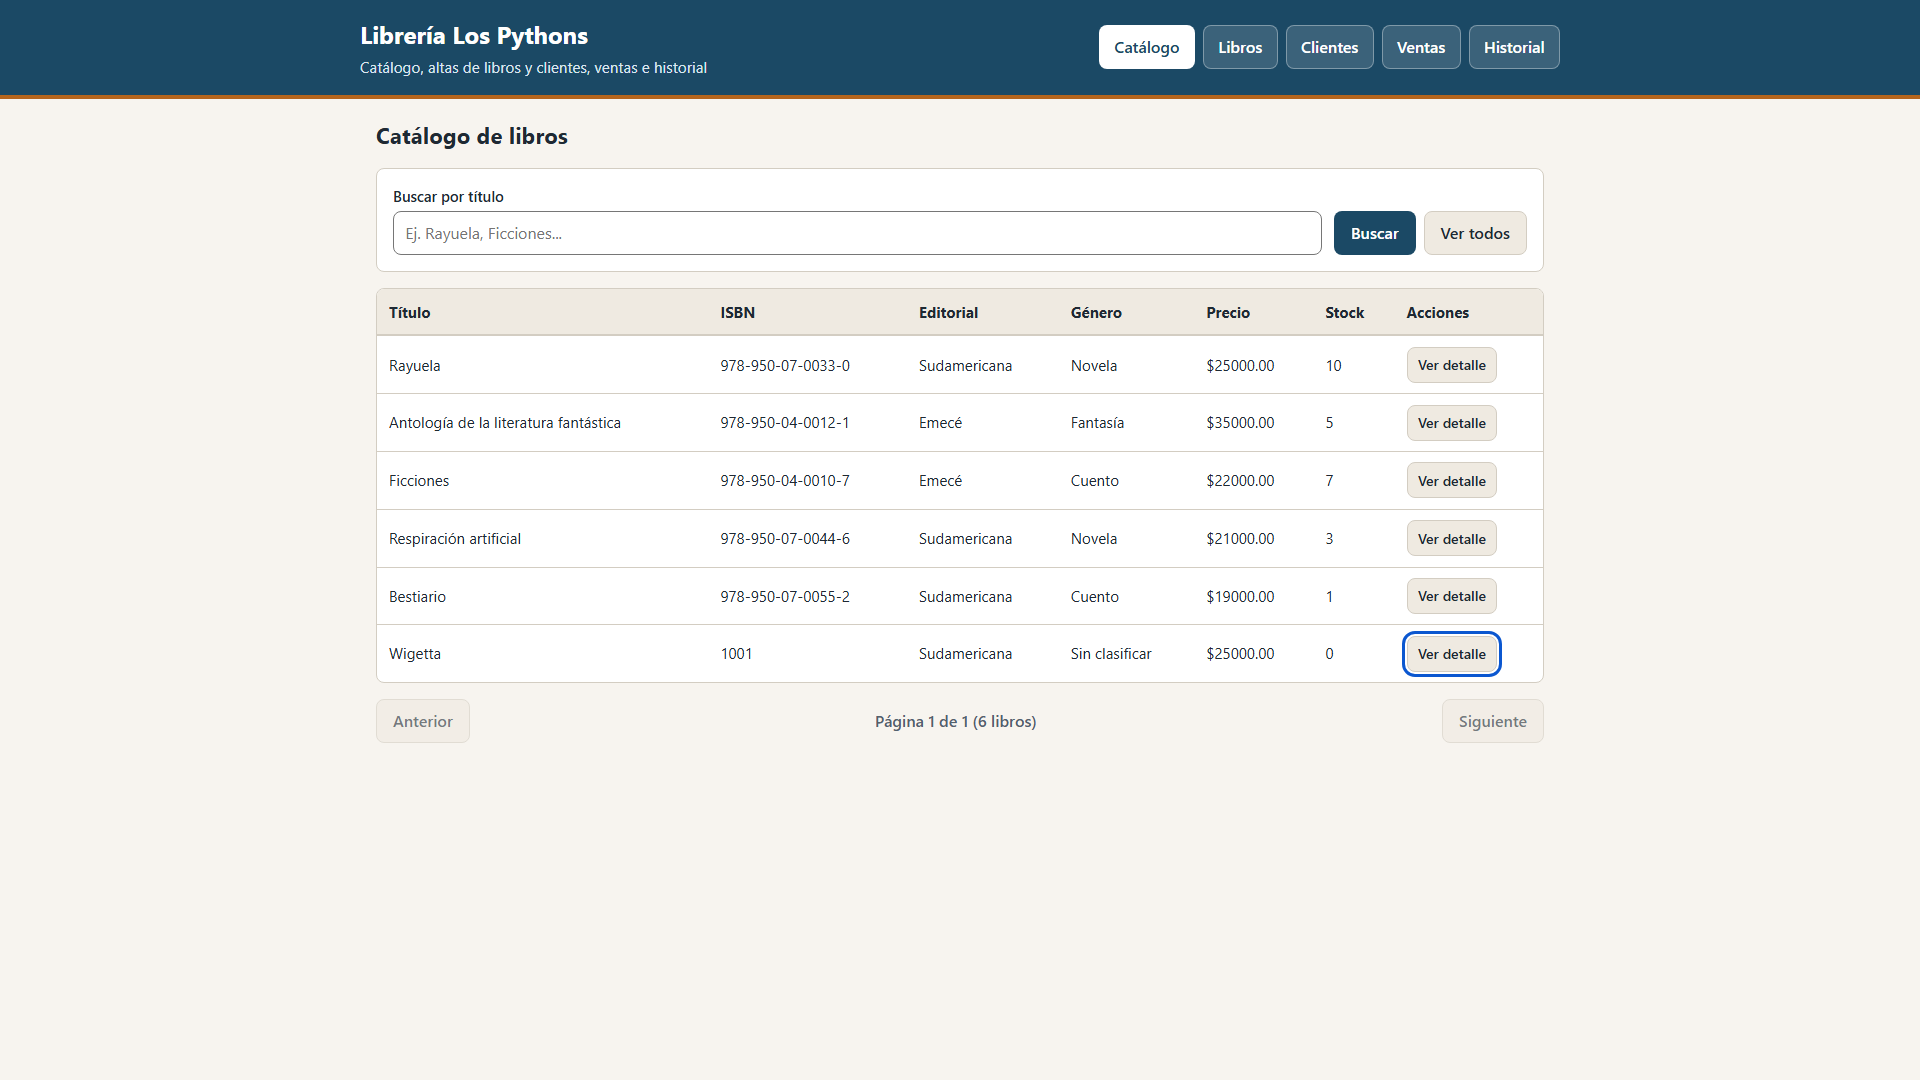 Librería Los Pythons
Catálogo, altas de libros y clientes, ventas e historial
Catálogo Libros Clientes Ventas Historial
Catálogo de libros
Buscar por título
Ej. Rayuela, Ficciones... Buscar Ver todos
Título ISBN Editorial Género Precio Stock Acciones
Rayuela 978-950-07-0033-0 Sudamericana Novela $25000.00 10 Ver detalle
Antología de la literatura fantástica 978-950-04-0012-1 Emecé Fantasía $35000.00 5 Ver detalle
Ficciones 978-950-04-0010-7 Emecé Cuento $22000.00 7 Ver detalle
Respiración artificial 978-950-07-0044-6 Sudamericana Novela $21000.00 3 Ver detalle
Bestiario 978-950-07-0055-2 Sudamericana Cuento $19000.00 1 Ver detalle
Wigetta 1001 Sudamericana Sin clasificar $25000.00 0 Ver detalle
Anterior Página 1 de 1 (6 libros) Siguiente